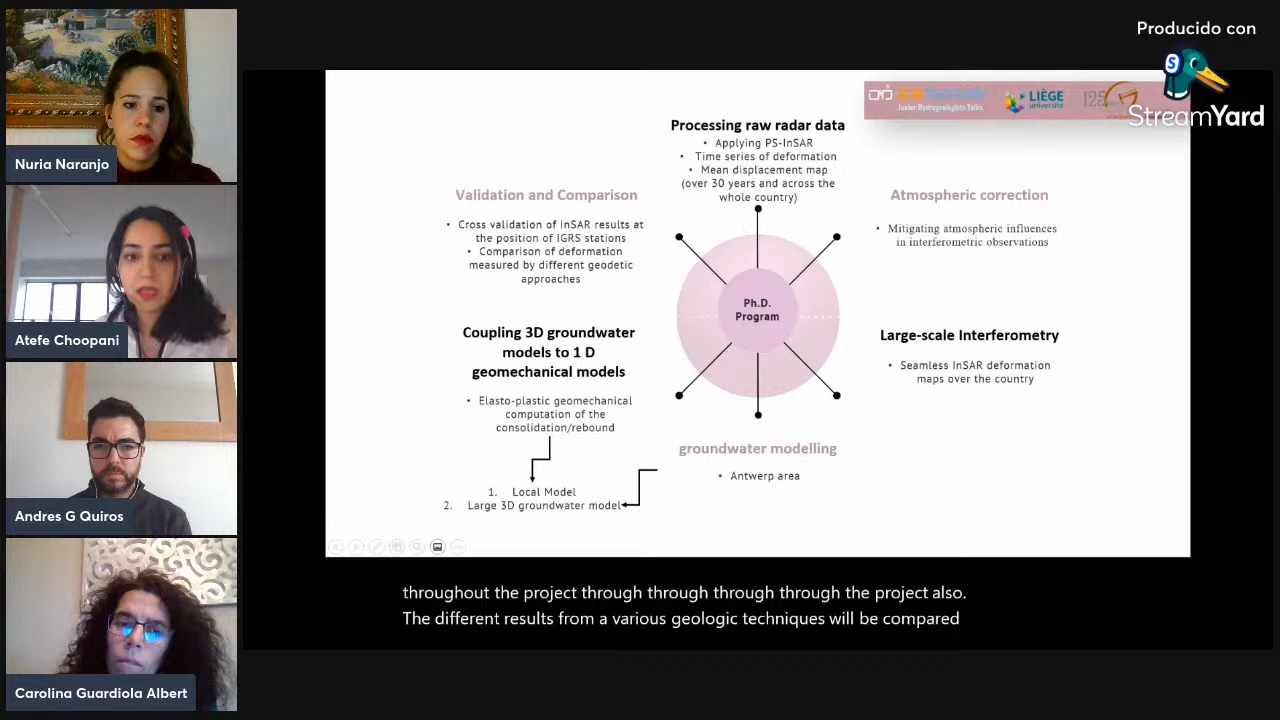 Producido con
StreamYard
Nuria Naranjo
Atefe Choopani
Andres G Quiros
Carolina Guardiola Albert
Junior Hydrogeologists Talks
LIÈGE
université
Processing raw radar data
• Applying PS-InSAR
• Time series of deformation
• Mean displacement map
(over 30 years and across the
whole country)
Validation and Comparison
• Cross validation of InSAR results at
the position of IGRS stations
• Comparison of deformation
measured by different geodetic
approaches
Atmospheric correction
• Mitigating atmospheric influences
in interferometric observations
Ph.D.
Program
Coupling 3D groundwater
models to 1 D
geomechanical models
• Elasto-plastic geomechanical
computation of the
consolidation/rebound
1. Local Model
2. Large 3D groundwater model
Large-scale Interferometry
• Seamless InSAR deformation
maps over the country
groundwater modelling
• Antwerp area
throughout the project through through through through the project also.
The different results from a various geologic techniques will be compared